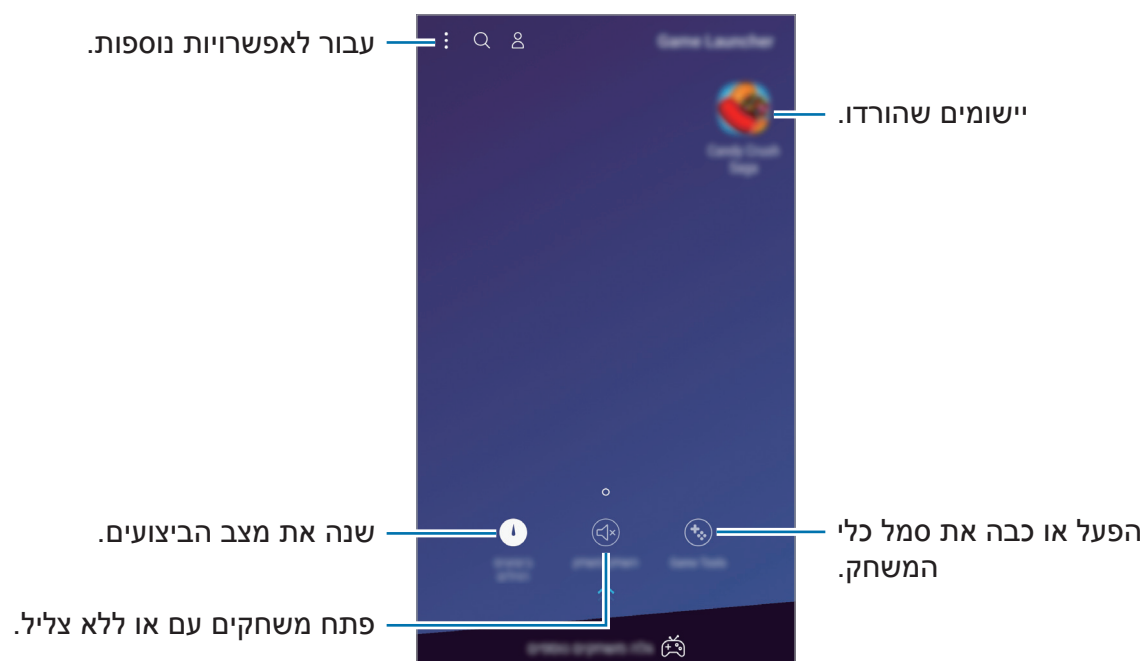 עבור לאפשרויות נוספות.
Game Launcher
יישומים שהורדו.
Candy Crush
Saga
שנה את מצב הביצועים.
הפעל או כבה את סמל כלי
המשחק.
Game Tools
פתח משחקים עם או ללא צליל.